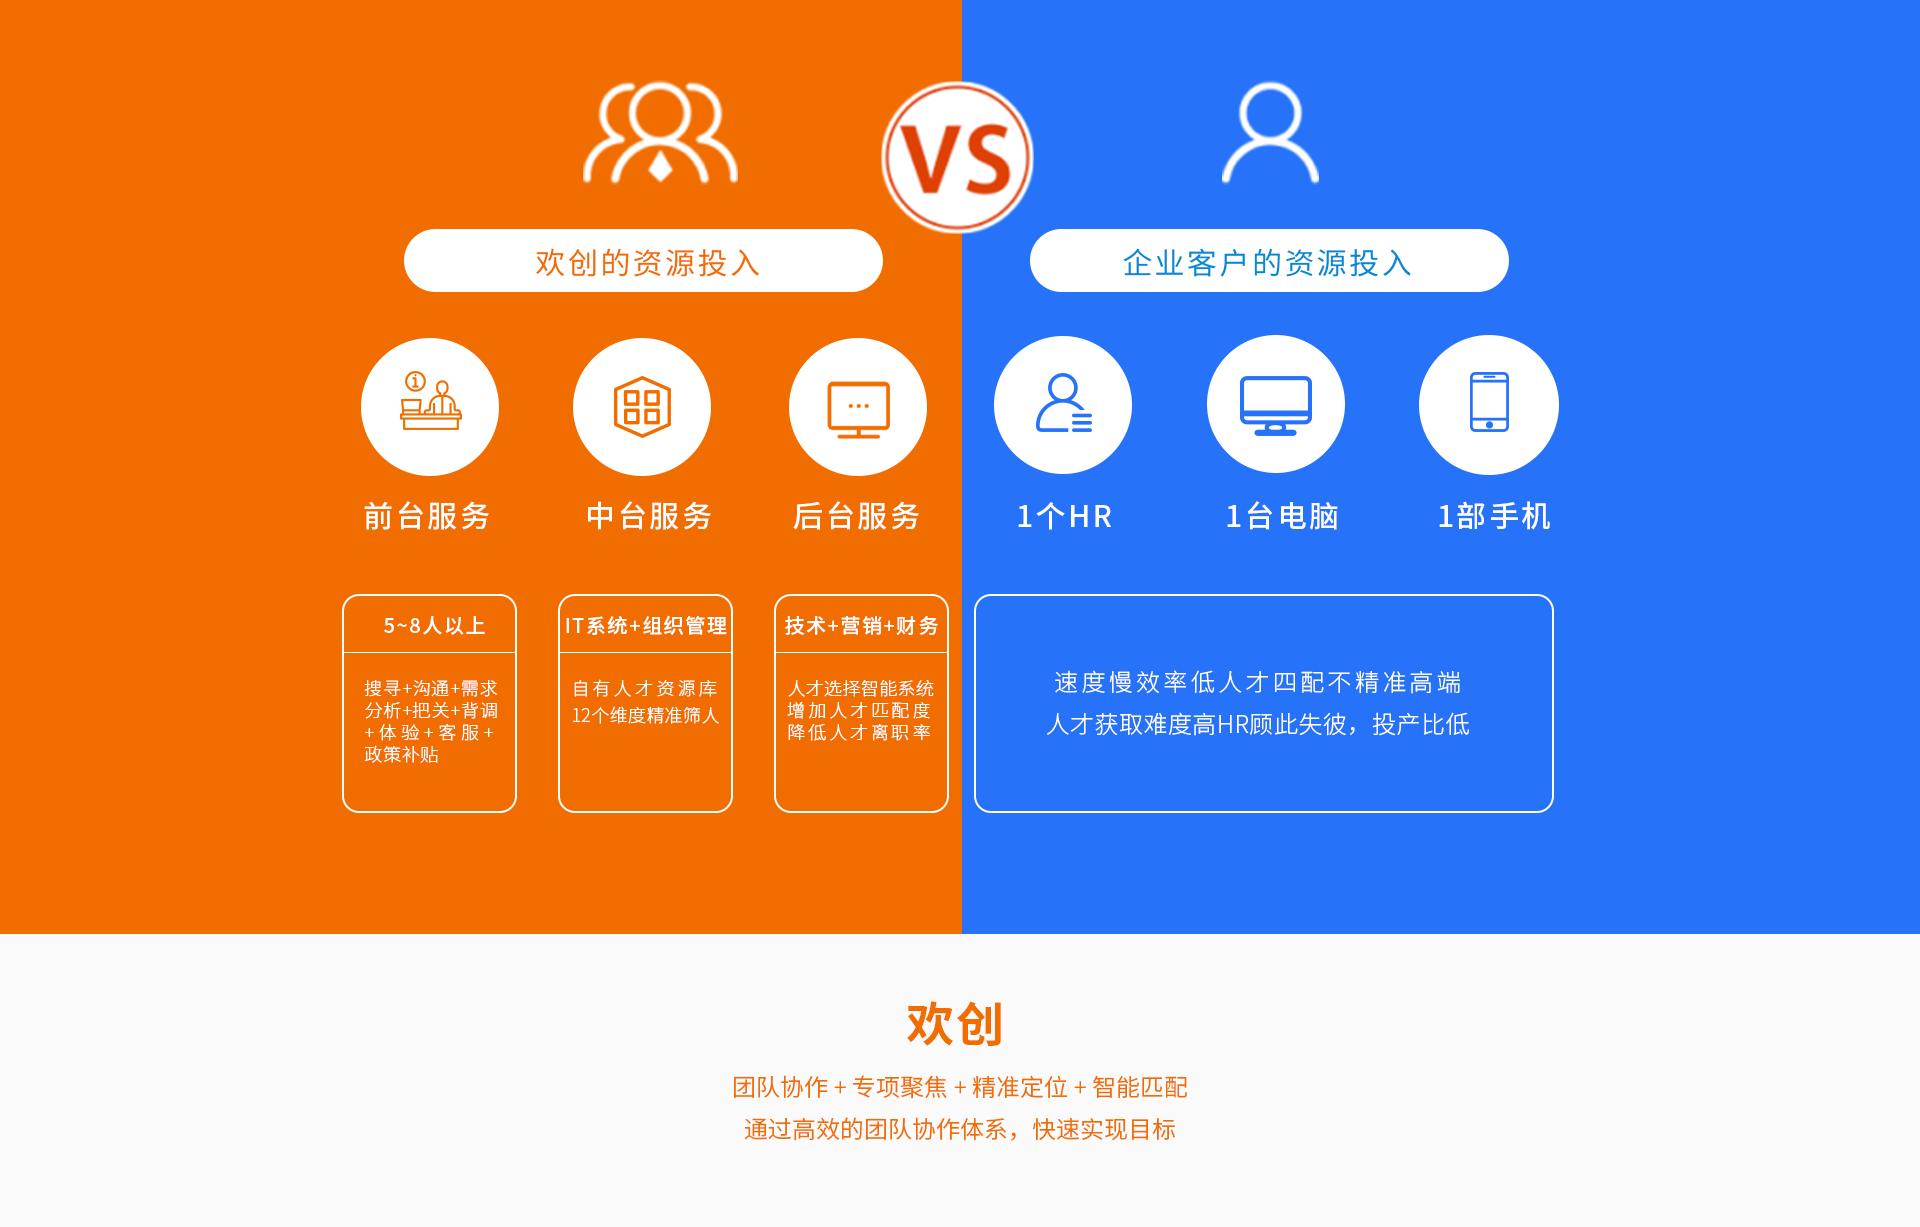 VS
欢创的资源投入
企业客户的资源投入
前台服务
中台服务
后台服务
1个HR
1台电脑
1部手机
5~8人以上
搜寻+沟通+需求
分析+把关+背调
+体验+客服+
政策补贴
IT系统+组织管理
自有人才资源库
12个维度精准筛人
技术+营销+财务
人才选择智能系统
增加人才匹配度
降低人才离职率
速度慢效率低人才四配不精准高端
人才获取难度高HR顾此失彼，投产比低
欢创
团队协作 + 专项聚焦 + 精准定位 + 智能匹配
通过高效的团队协作体系，快速实现目标